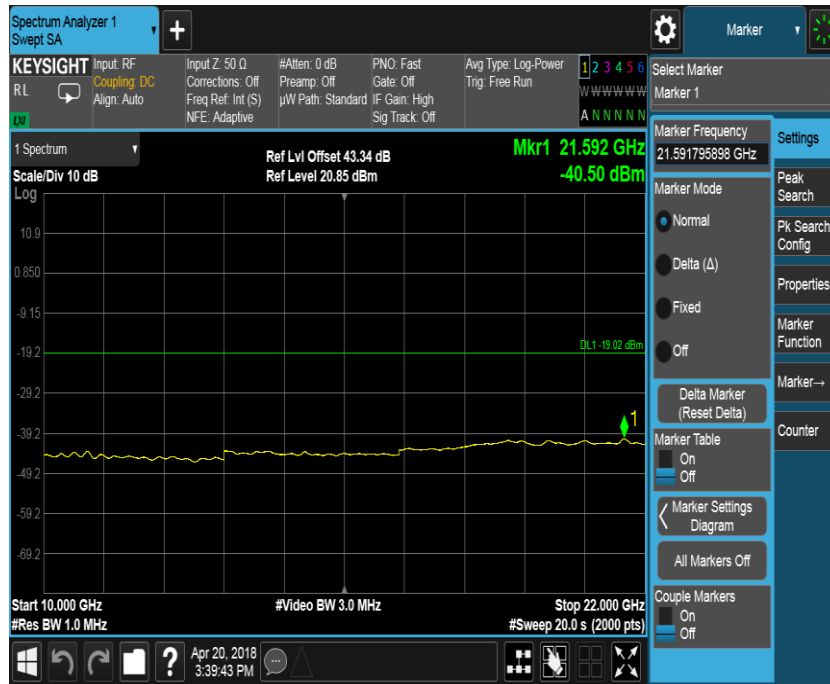 Spectrum Analyzer 1
Swept SA
+
Marker
KEYSIGHT
RL
LXI
Input: RF
Coupling: DC
Align: Auto
Input Z: 50 Ω
Corrections: Off
Freq Ref: Int (S)
NFE: Adaptive
#Atten: 0 dB
Preamp: Off
µW Path: Standard
PNO: Fast
Gate: Off
IF Gain: High
Sig Track: Off
Avg Type: Log-Power
Trig: Free Run
1 2 3 4 5 6
W W W W W W
A N N N N N
Select Marker
Marker 1
1 Spectrum
Scale/Div 10 dB
Log
Ref Lvl Offset 43.34 dB
Ref Level 20.85 dBm
Mkr1 21.592 GHz
-40.50 dBm
10.9
0.850
-9.15
-19.2
-29.2
-39.2
-49.2
-59.2
-69.2
DL1 -19.02 dBm
1
Start 10.000 GHz
#Res BW 1.0 MHz
#Video BW 3.0 MHz
Stop 22.000 GHz
#Sweep 20.0 s (2000 pts)
Marker Frequency
21.591795898 GHz
Marker Mode
Normal
Delta (Δ)
Fixed
Off
Delta Marker
(Reset Delta)
Marker Table
On
Off
Marker Settings
Diagram
All Markers Off
Couple Markers
On
Off
Settings
Peak
Search
Pk Search
Config
Properties
Marker
Function
Marker→
Counter
?
Apr 20, 2018
3:39:43 PM